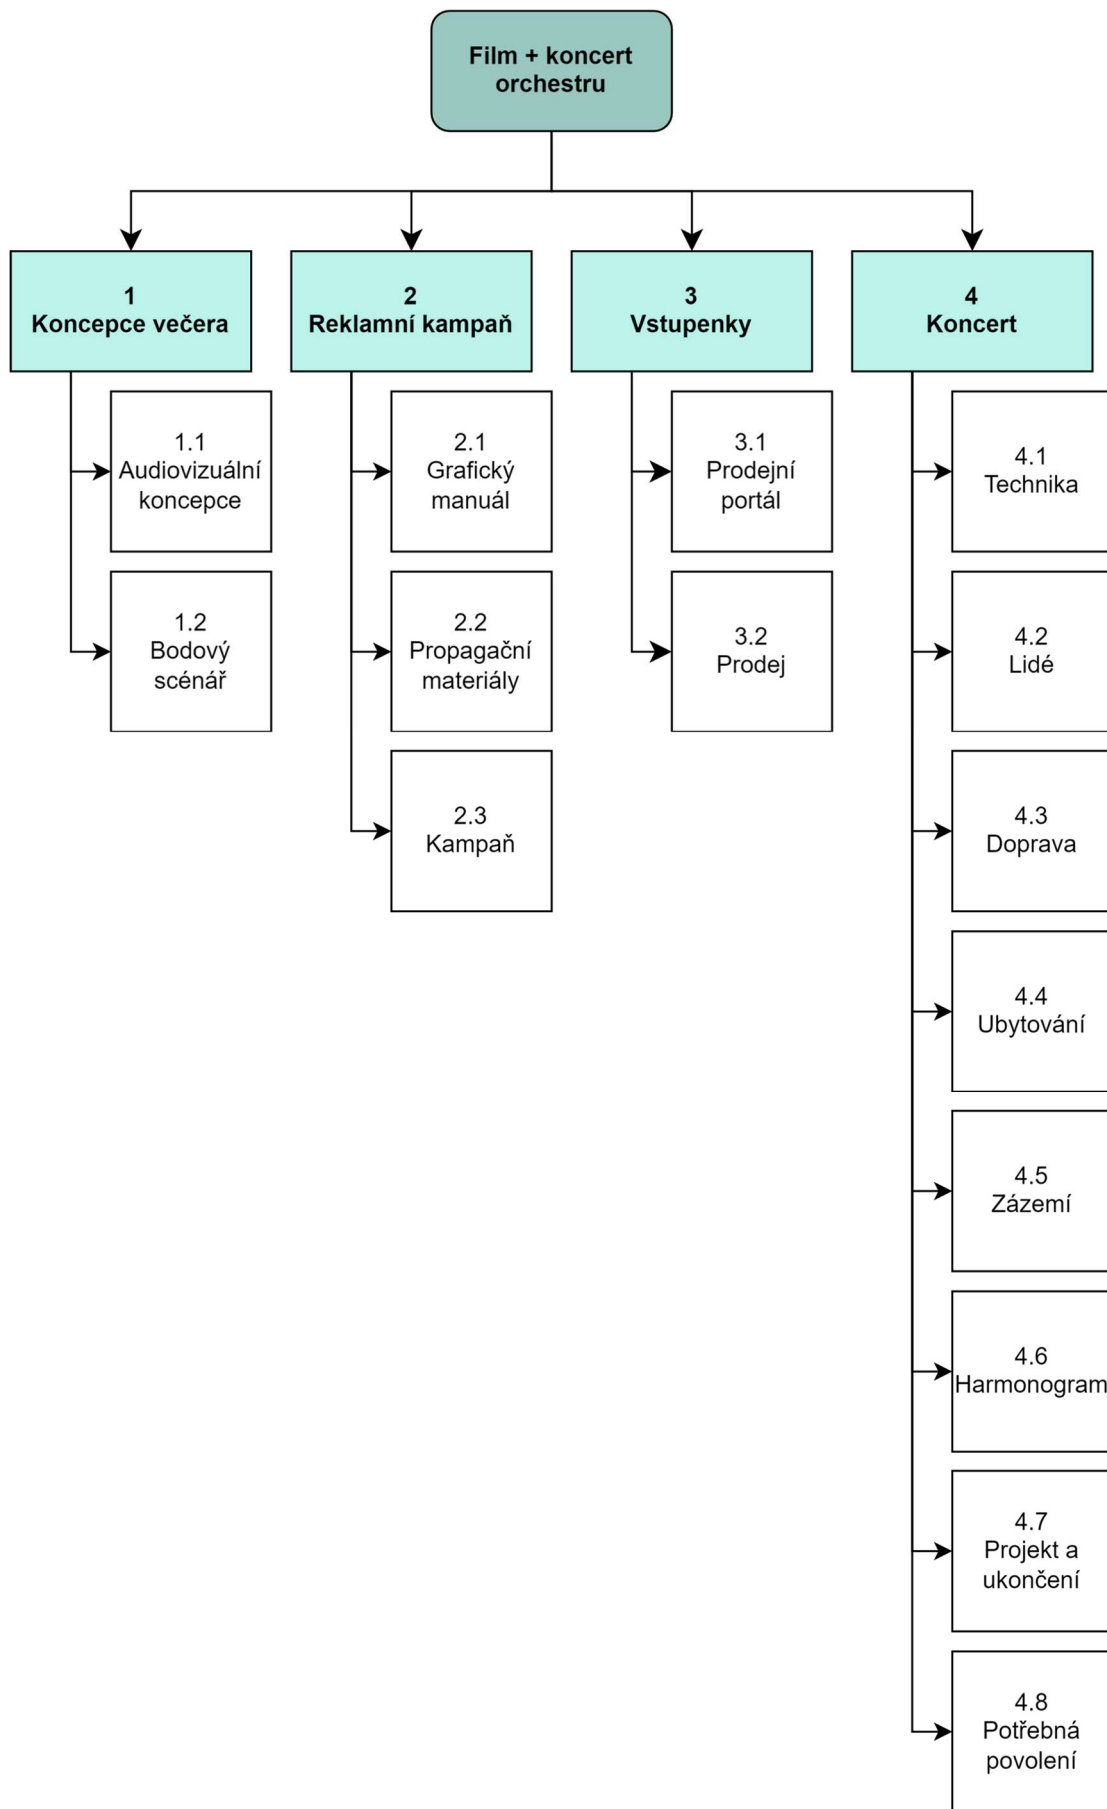 Film + koncert
orchestru
1
Koncepce večera
2
Reklamní kampaň
3
Vstupenky
4
Koncert
1.1
Audiovizuální
koncepce
1.2
Bodový
scénář
2.1
Grafický
manuál
2.2
Propagační
materiály
2.3
Kampaň
3.1
Prodejní
portál
3.2
Prodej
4.1
Technika
4.2
Lidé
4.3
Doprava
4.4
Ubytování
4.5
Zázemí
4.6
Harmonogram
4.7
Projekt a
ukončení
4.8
Potřebná
povolení